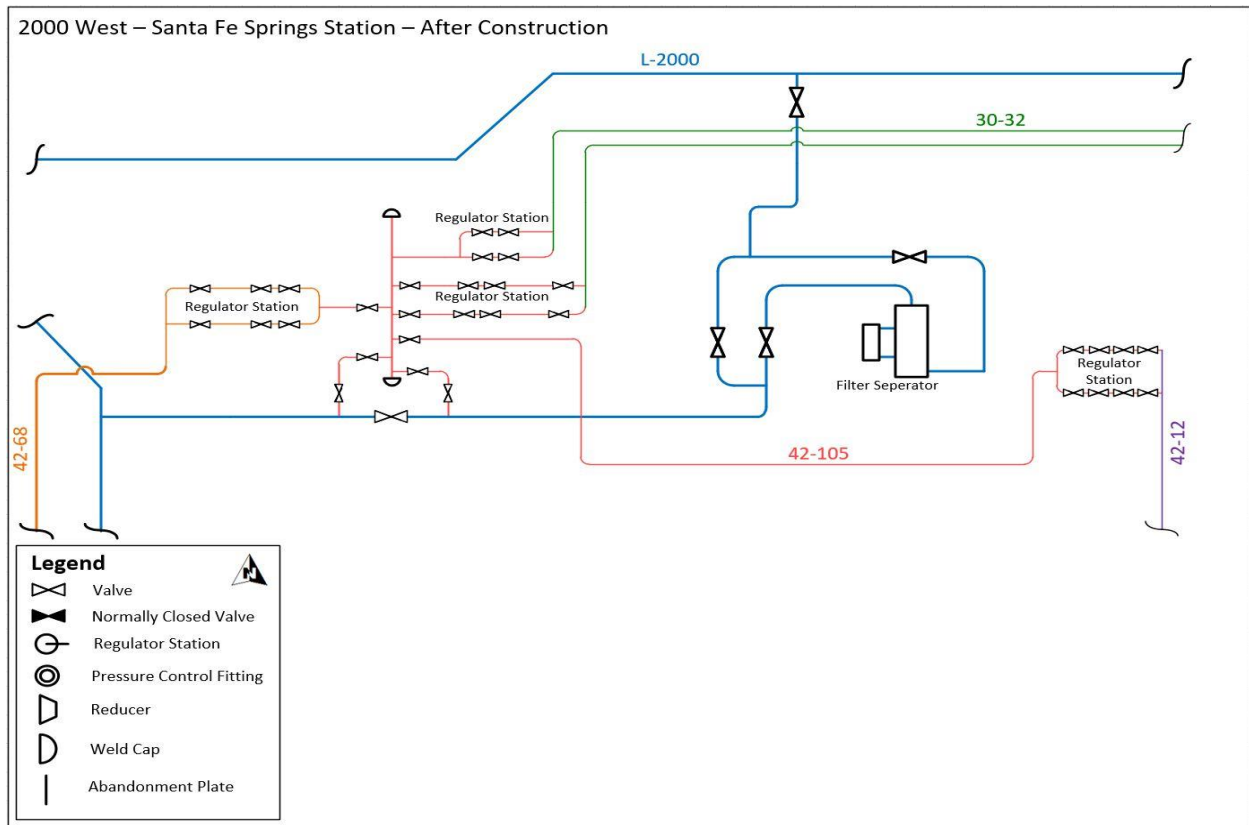 2000 West – Santa Fe Springs Station – After Construction
L-2000
30-32
Regulator Station
Regulator Station
Regulator Station
Filter Seperator
Regulator
Station
42-68
42-105
42-12
Legend
N
Valve
Normally Closed Valve
Regulator Station
Pressure Control Fitting
Reducer
Weld Cap
Abandonment Plate